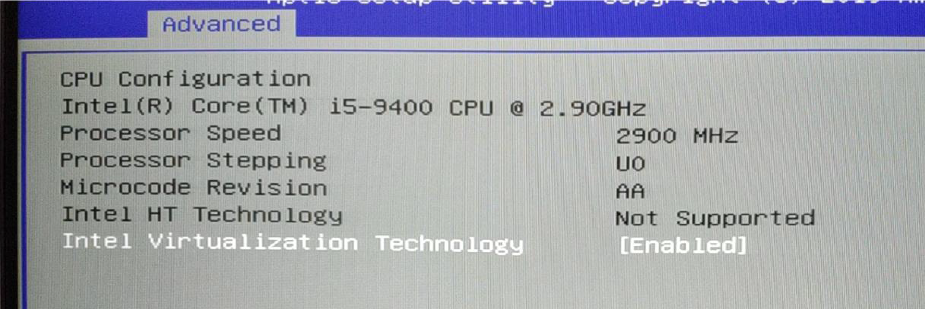 Advanced
CPU Configuration
Intel(R) Core(TM) i5-9400 CPU @ 2.90GHz
Processor Speed 2900 MHz
Processor Stepping U0
Microcode Revision AA
Intel HT Technology Not Supported
Intel Virtualization Technology [Enabled]